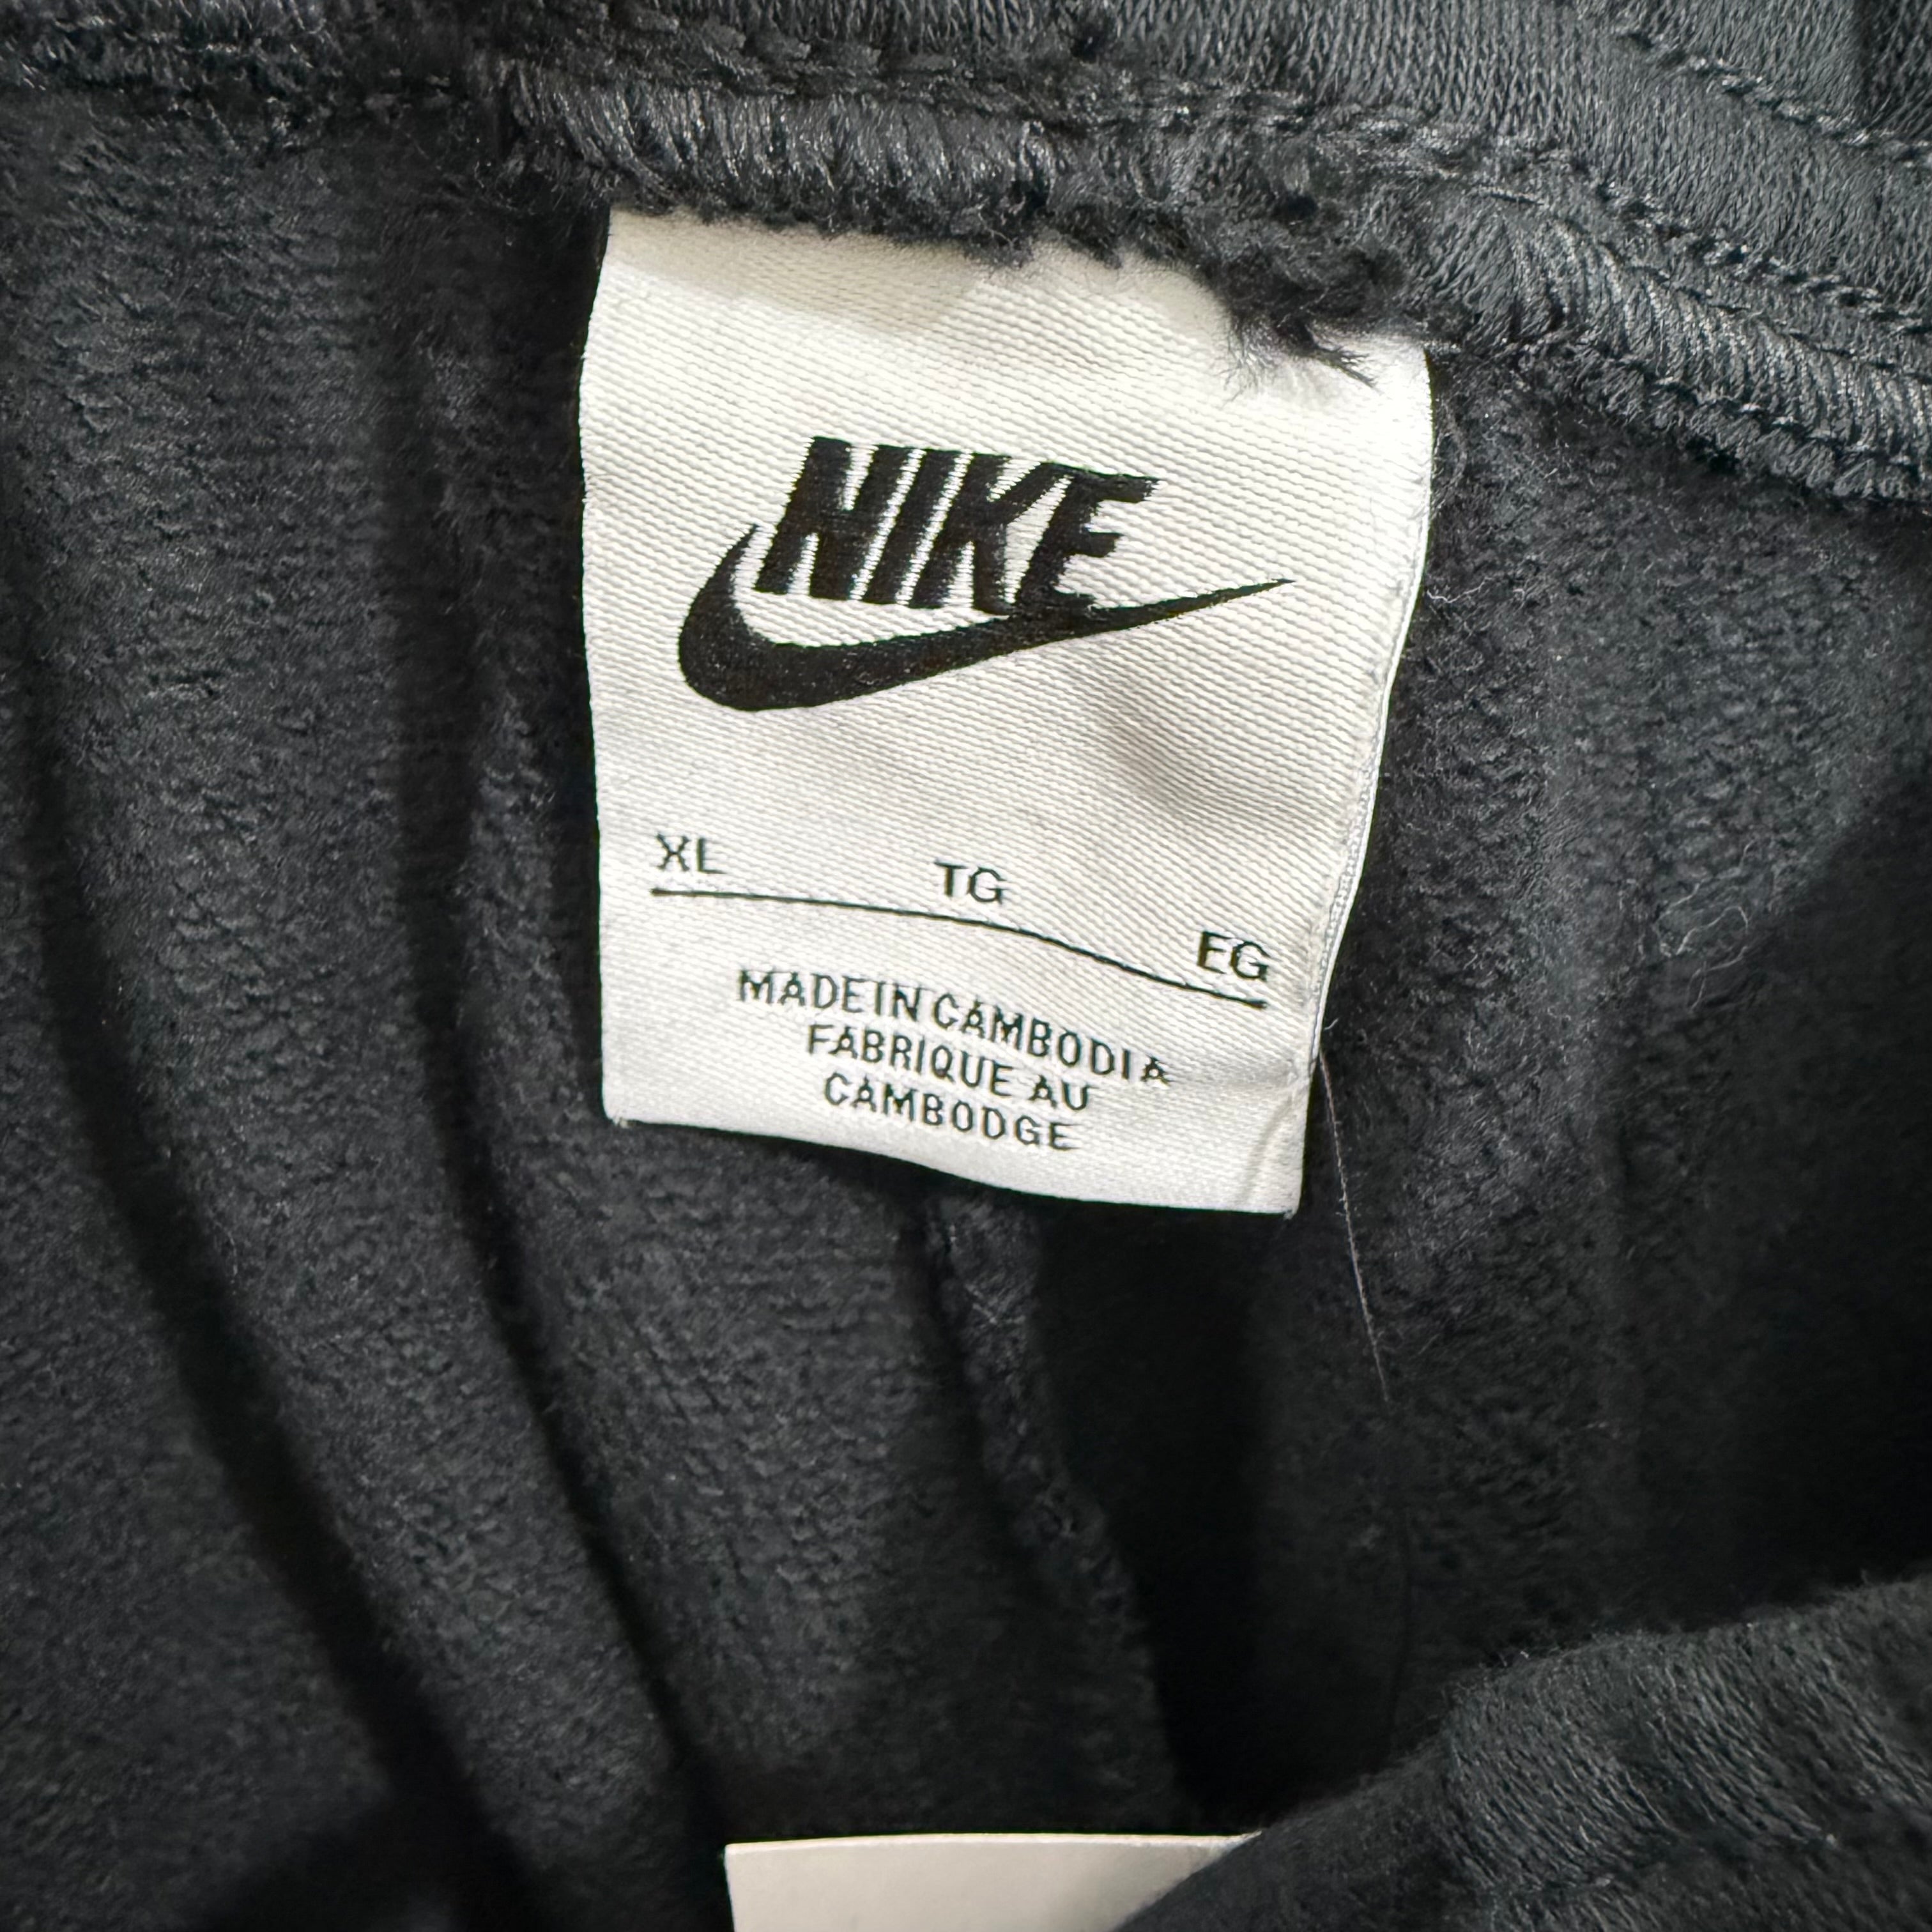 NIKE
XL TG EG
MADE IN CAMBODIA
FABRIQUE AU
CAMBODGE